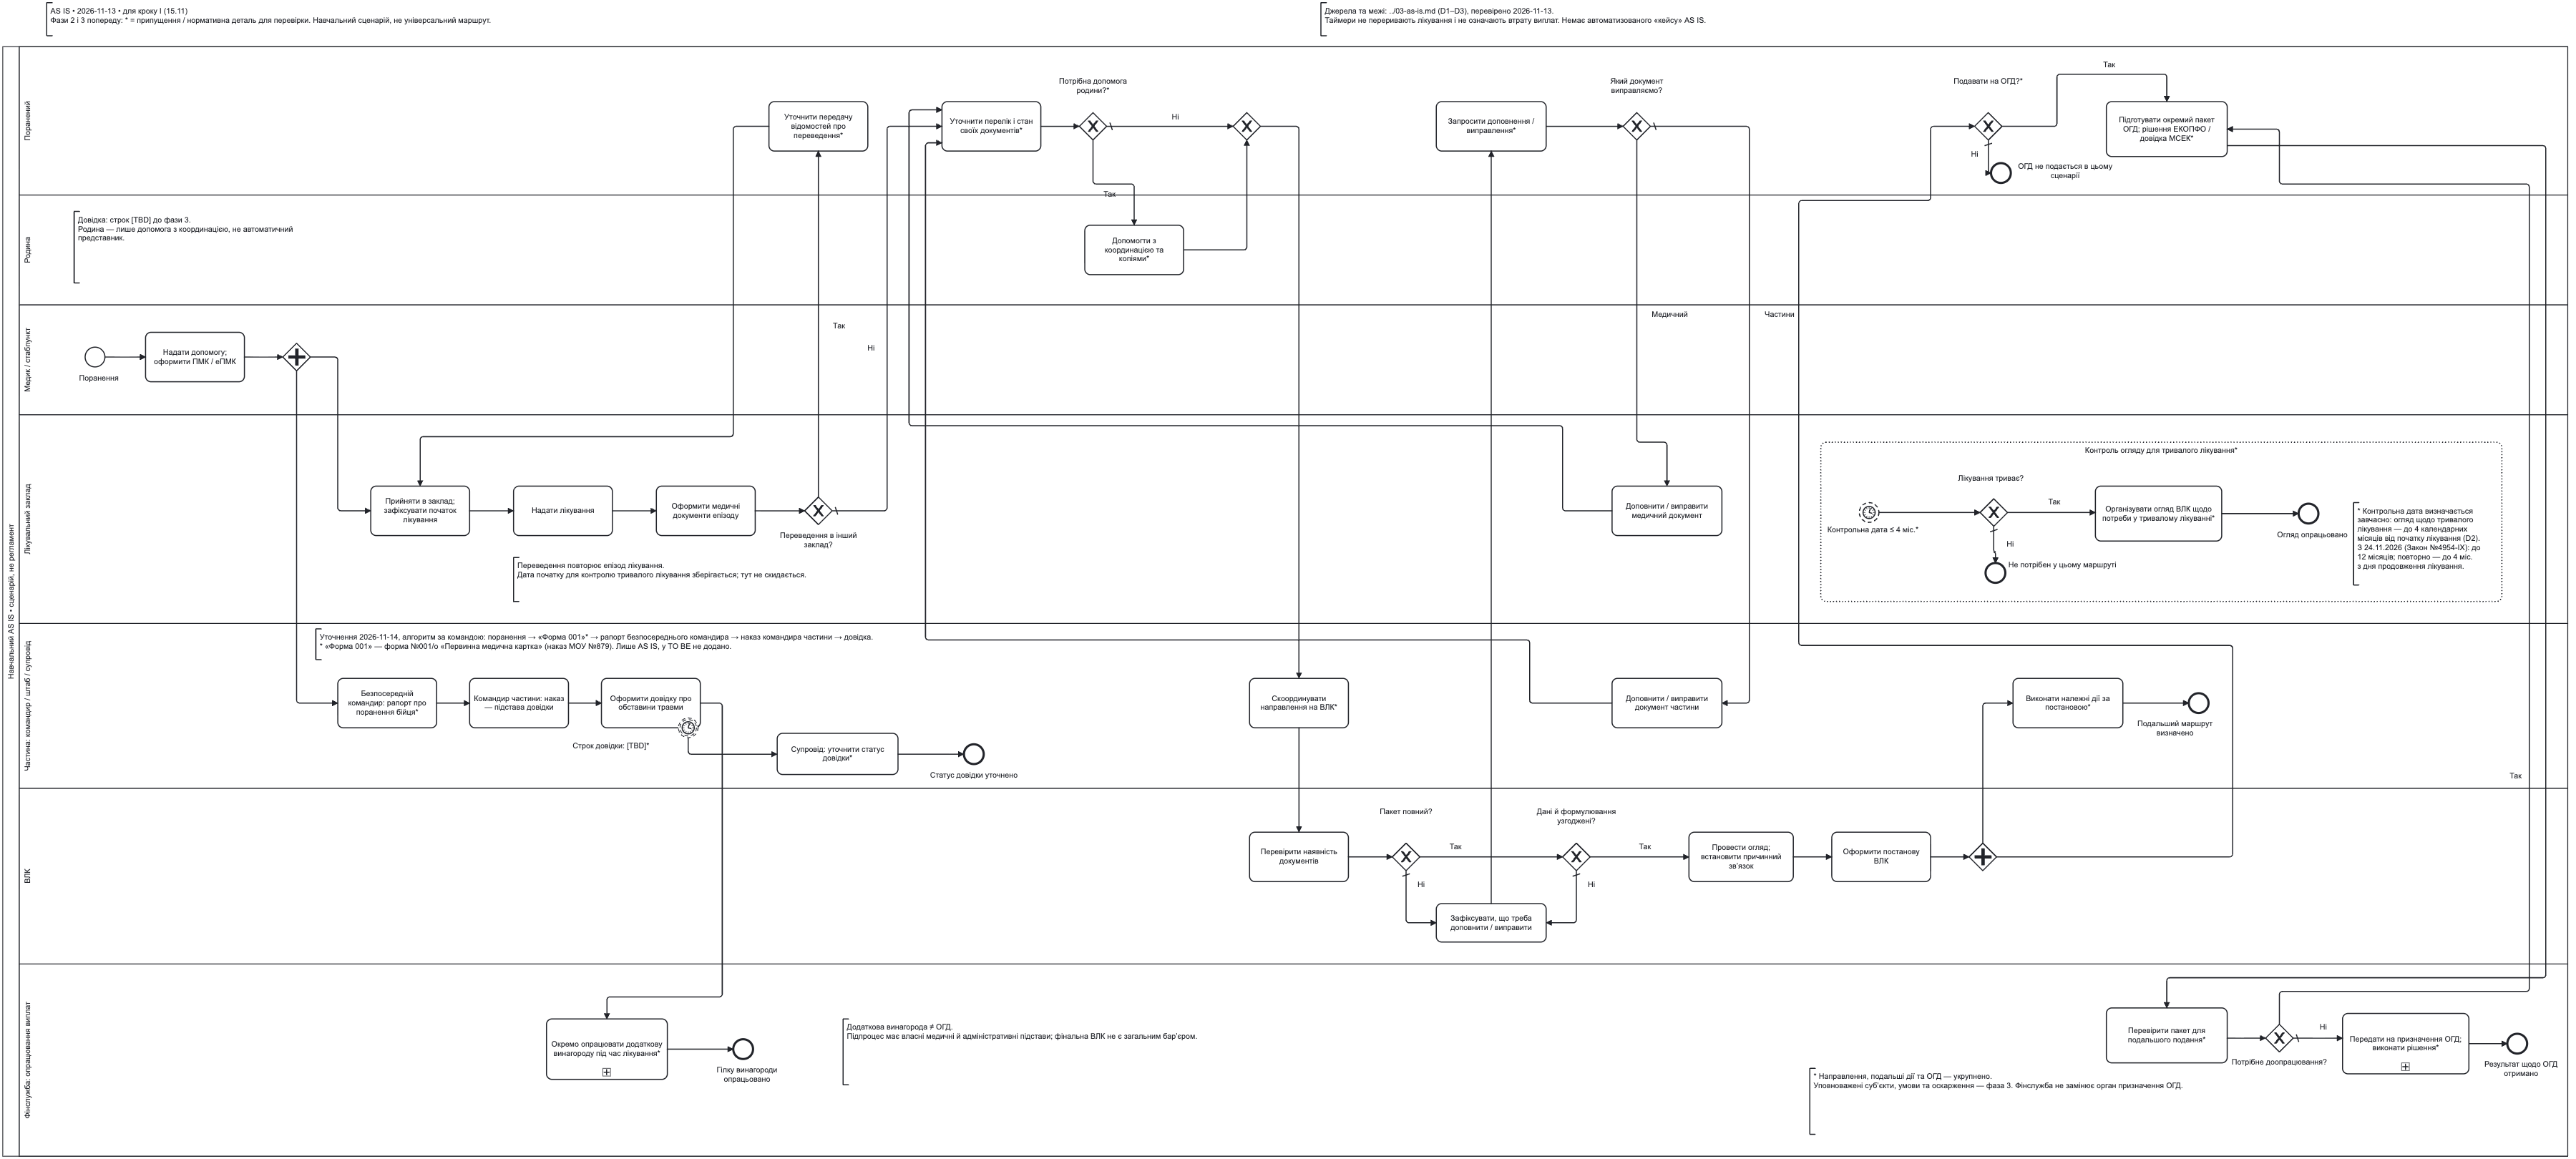 AS IS • 2026-11-13 • для кроку І (15.11)
Фази 2 і 3 попереду: * = припущення / нормативна деталь для перевірки. Навчальний сценарій, не універсальний маршрут.
Джерела та межі: ../03-as-is.md (D1–D3), перевірено 2026-11-13.
Таймери не переривають лікування і не означають втрату виплат. Немає автоматизованого «кейсу» AS IS.
Навчальний AS IS • сценарій, не регламент
Поранений
Уточнити передачу
відомостей про
переведення*
Уточнити перелік і стан
своїх документів*
Потрібна допомога
родини?*
Ні
Так
Запросити доповнення /
виправлення*
Який документ
виправляємо?
Подавати на ОГД?*
Так
Ні
ОГД не подається в цьому
сценарії
Підготувати окремий пакет
ОГД; рішення ЕКОПФО /
довідка МСЕК*
Родина
Довідка: строк [TBD] до фази 3.
Родина — лише допомога з координацією, не автоматичний
представник.
Допомогти з
координацією та
копіями*
Медик / стабпункт
Поранення
Надати допомогу;
оформити ПМК / еПМК
Так
Ні
Медичний
Частини
Лікувальний заклад
Прийняти в заклад;
зафіксувати початок
лікування
Надати лікування
Оформити медичні
документи епізоду
Переведення в інший
заклад?
Переведення повторює епізод лікування.
Дата початку для контролю тривалого лікування зберігається; тут не скидається.
Доповнити / виправити
медичний документ
Контроль огляду для тривалого лікування*
Контрольна дата ≤ 4 міс.*
Лікування триває?
Так
Ні
Не потрібен у цьому маршруті
Організувати огляд ВЛК щодо
потреби у тривалому лікуванні*
Огляд опрацьовано
* Контрольна дата визначається
завчасно: огляд щодо тривалого
лікування — до 4 календарних
місяців від початку лікування (D2).
З 24.11.2026 (Закон №4954-IX): до
12 місяців; повторно — до 4 міс.
з дня продовження лікування.
Частина: командир / штаб / супровід
Уточнення 2026-11-14, алгоритм за командою: поранення → «Форма 001»* → рапорт безпосереднього командира → наказ командира частини → довідка.
* «Форма 001» — форма №001/о «Первинна медична картка» (наказ МОУ №879). Лише AS IS, у TO BE не додано.
Безпосередній
командир: рапорт про
поранення бійця*
Командир частини: наказ
— підстава довідки
Оформити довідку про
обставини травми
Строк довідки: [TBD]*
Супровід: уточнити статус
довідки*
Статус довідки уточнено
Скоординувати
направлення на ВЛК*
Доповнити / виправити
документ частини
Виконати належні дії за
постановою*
Подальший маршрут
визначено
Так
ВЛК
Перевірити наявність
документів
Пакет повний?
Так
Ні
Дані й формулювання
узгоджені?
Так
Ні
Зафіксувати, що треба
доповнити / виправити
Провести огляд;
встановити причинний
зв’язок
Оформити постанову
ВЛК
Фінслужба: опрацювання виплат
Окремо опрацювати додаткову
винагороду під час лікування*
Гілку винагороди
опрацьовано
Додаткова винагорода ≠ ОГД.
Підпроцес має власні медичні й адміністративні підстави; фінальна ВЛК не є загальним бар’єром.
Перевірити пакет для
подальшого подання*
Потрібне доопрацювання?
Ні
Передати на призначення ОГД;
виконати рішення*
Результат щодо ОГД
отримано
* Направлення, подальші дії та ОГД — укрупнено.
Уповноважені суб’єкти, умови та оскарження — фаза 3. Фінслужба не замінює орган призначення ОГД.